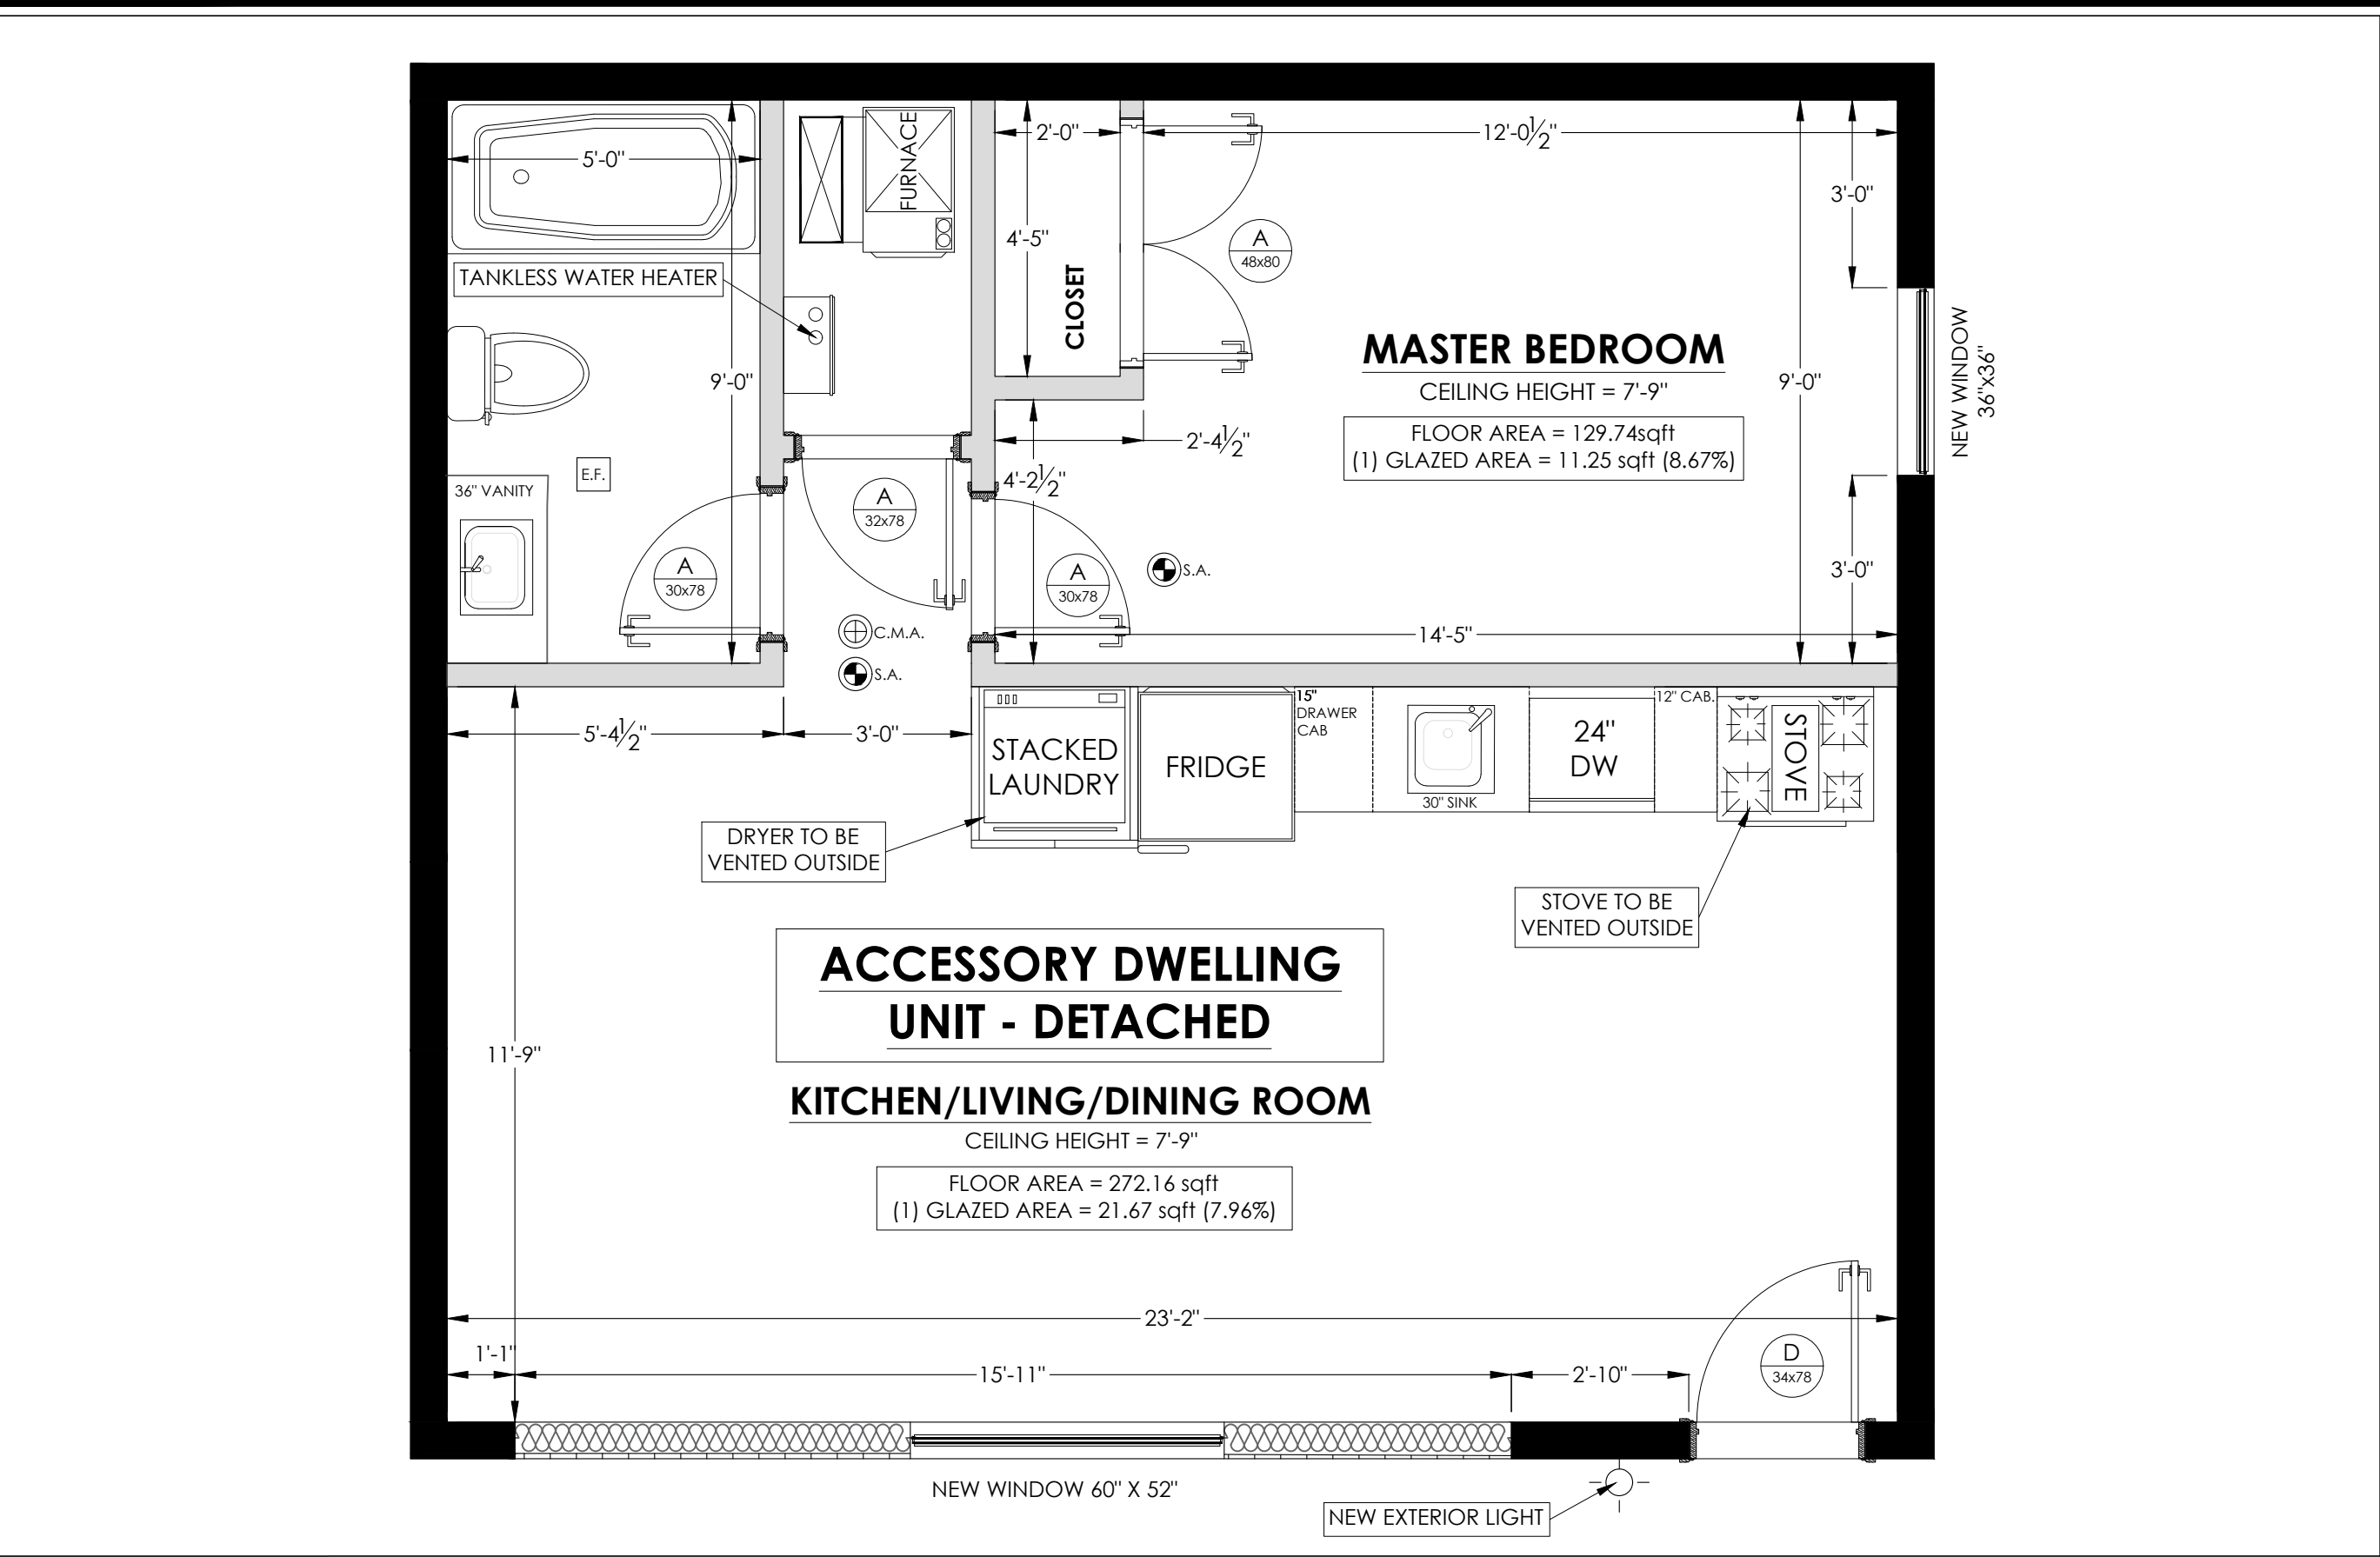 2'-0"
12'-0½"
5'-0"
FURNACE
3'-0"
4'-5"
A
48x80
TANKLESS WATER HEATER
CLOSET
MASTER BEDROOM
CEILING HEIGHT = 7'-9"
9'-0"
9'-0"
NEW WINDOW
36"x36"
FLOOR AREA = 129.74sqft
(1) GLAZED AREA = 11.25 sqft (8.67%)
2'-4½"
4'-2½"
E.F.
36" VANITY
A
32x78
A
30x78
A
30x78
S.A.
3'-0"
C.M.A.
14'-5"
S.A.
5'-4½"
3'-0"
STACKED
LAUNDRY
FRIDGE
15"
DRAWER
CAB
30" SINK
24"
DW
12" CAB.
STOVE
DRYER TO BE
VENTED OUTSIDE
STOVE TO BE
VENTED OUTSIDE
ACCESSORY DWELLING
UNIT - DETACHED
11'-9"
KITCHEN/LIVING/DINING ROOM
CEILING HEIGHT = 7'-9"
FLOOR AREA = 272.16 sqft
(1) GLAZED AREA = 21.67 sqft (7.96%)
23'-2"
1'-1"
15'-11"
2'-10"
D
34x78
NEW WINDOW 60" X 52"
NEW EXTERIOR LIGHT